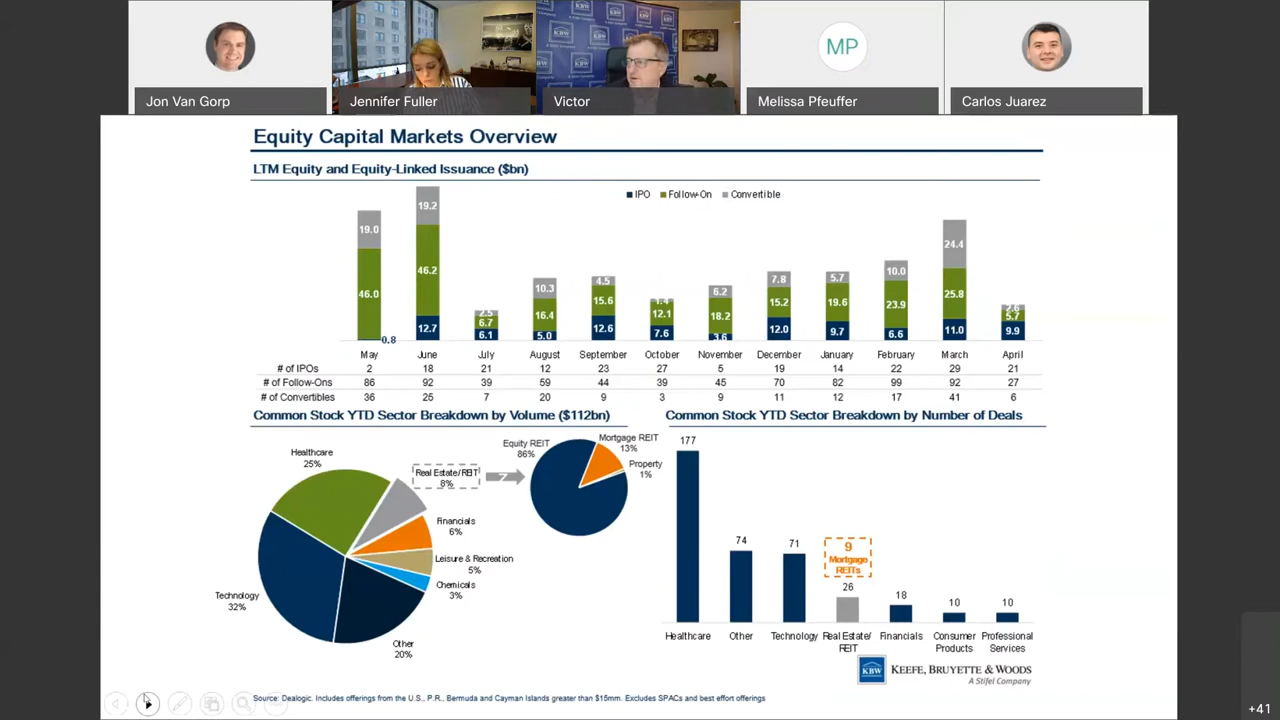 MP
Jon Van Gorp
Jennifer Fuller
Victor
Melissa Pfeuffer
Carlos Juarez
Equity Capital Markets Overview
LTM Equity and Equity-Linked Issuance ($bn)
IPO Follow-On Convertible
19.0 46.0 0.8
19.2 46.2 12.7
2.5 6.7 6.1
10.3 16.4 5.0
4.5 15.6 12.6
1.4 12.1 7.6
6.2 18.2 3.6
7.8 15.2 12.0
5.7 19.6 9.7
10.0 23.9 6.6
24.4 25.8 11.0
2.6 5.7 9.9
May June July August September October November December January February March April
# of IPOs 2 18 21 12 23 27 5 19 14 22 29 21
# of Follow-Ons 86 92 39 59 44 39 45 70 82 99 92 27
# of Convertibles 36 25 7 20 9 3 9 11 12 17 41 6
Common Stock YTD Sector Breakdown by Volume ($112bn)
Healthcare
25%
Real Estate/REIT
8%
Financials
6%
Leisure & Recreation
5%
Chemicals
3%
Other
20%
Technology
32%
Equity REIT
86%
Mortgage REIT
13%
Property
1%
Common Stock YTD Sector Breakdown by Number of Deals
177 74 71 26 18 10 10
9
Mortgage
REITs
Healthcare Other Technology Real Estate/ Financials Consumer Professional
REIT Products Services
KBW
KEEFE, BRUYETTE & WOODS
A Stifel Company
Source: Dealogic. Includes offerings from the U.S., P.R., Bermuda and Cayman Islands greater than $15mm. Excludes SPACs and best effort offerings
+41